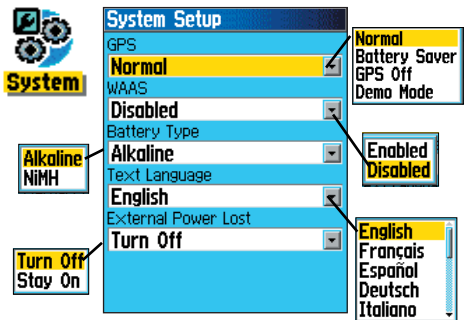 System
System Setup
GPS
Normal
WAAS
Disabled
Battery Type
Alkaline
Text Language
English
External Power Lost
Turn Off
Normal
Battery Saver
GPS Off
Demo Mode
Enabled
Disabled
Alkaline
NiMH
English
Français
Español
Deutsch
Italiano
Turn Off
Stay On